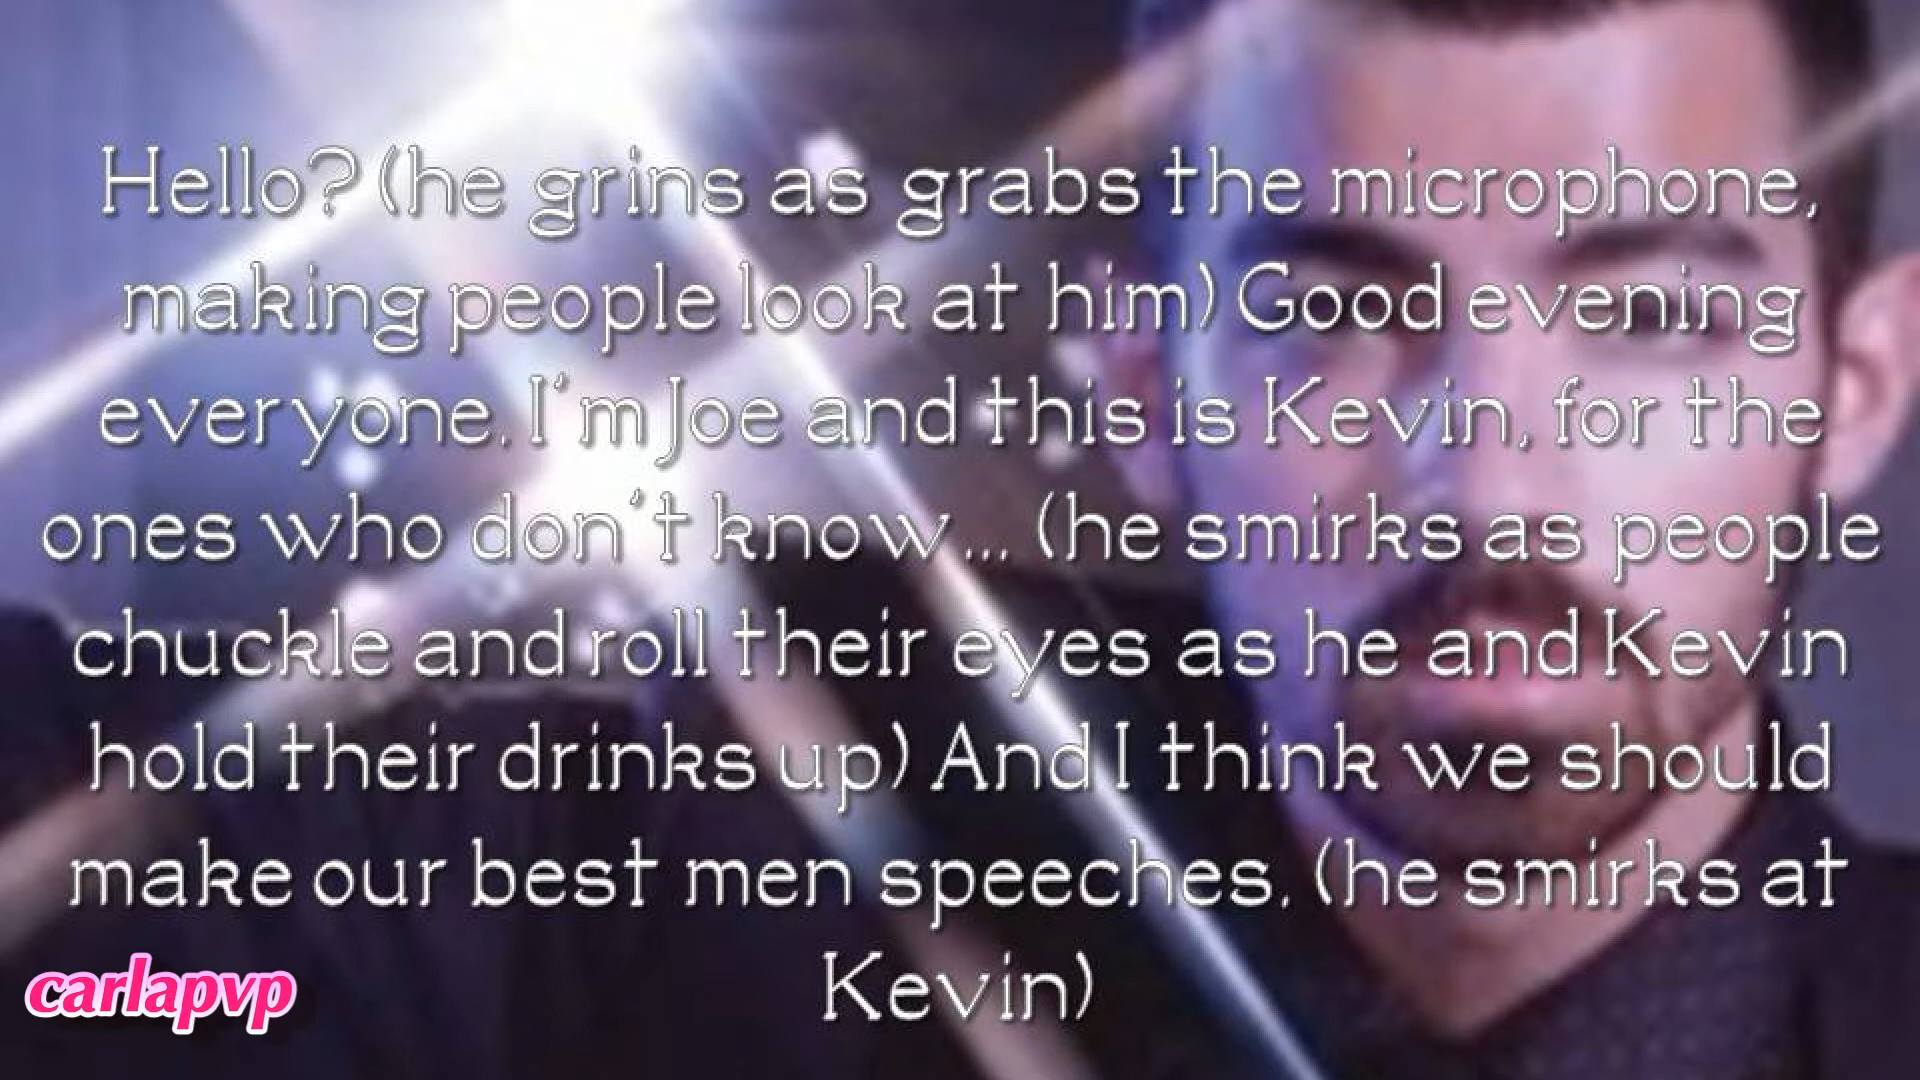 Hello? (he grins as grabs the microphone,
making people look at him) Good evening
everyone, I'm Joe and this is Kevin, for the
ones who don't know... (he smirks as people
chuckle and roll their eyes as he and Kevin
hold their drinks up) And I think we should
make our best men speeches, (he smirks at
Kevin)
carlapvp